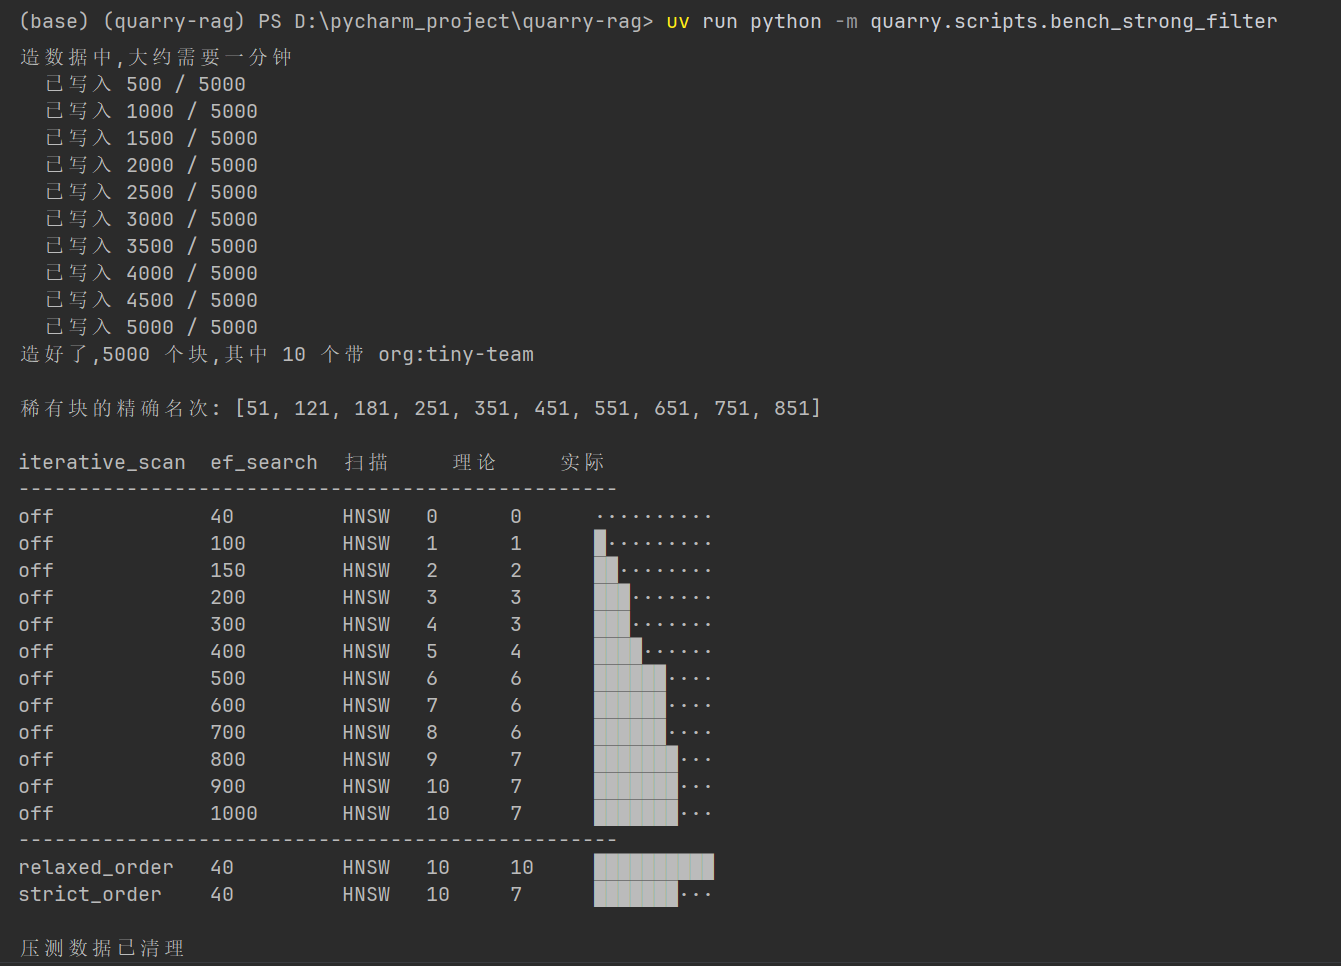 (base) (quarry-rag) PS D:\pycharm_project\quarry-rag> uv run python -m quarry.scripts.bench_strong_filter
造数据中,大约需要一分钟
已写入 500 / 5000
已写入 1000 / 5000
已写入 1500 / 5000
已写入 2000 / 5000
已写入 2500 / 5000
已写入 3000 / 5000
已写入 3500 / 5000
已写入 4000 / 5000
已写入 4500 / 5000
已写入 5000 / 5000
造好了,5000 个块,其中 10 个带 org:tiny-team
稀有块的精确名次: [51, 121, 181, 251, 351, 451, 551, 651, 751, 851]
iterative_scan ef_search 扫描 理论 实际
--------------------------------------------------
off 40 HNSW 0 0 ··········
off 100 HNSW 1 1 █·········
off 150 HNSW 2 2 ██········
off 200 HNSW 3 3 ███·······
off 300 HNSW 4 3 ███·······
off 400 HNSW 5 4 ████······
off 500 HNSW 6 6 ██████····
off 600 HNSW 7 6 ██████····
off 700 HNSW 8 6 ██████····
off 800 HNSW 9 7 ███████···
off 900 HNSW 10 7 ███████···
off 1000 HNSW 10 7 ███████···
--------------------------------------------------
relaxed_order 40 HNSW 10 10 ██████████
strict_order 40 HNSW 10 7 ███████···
压测数据已清理